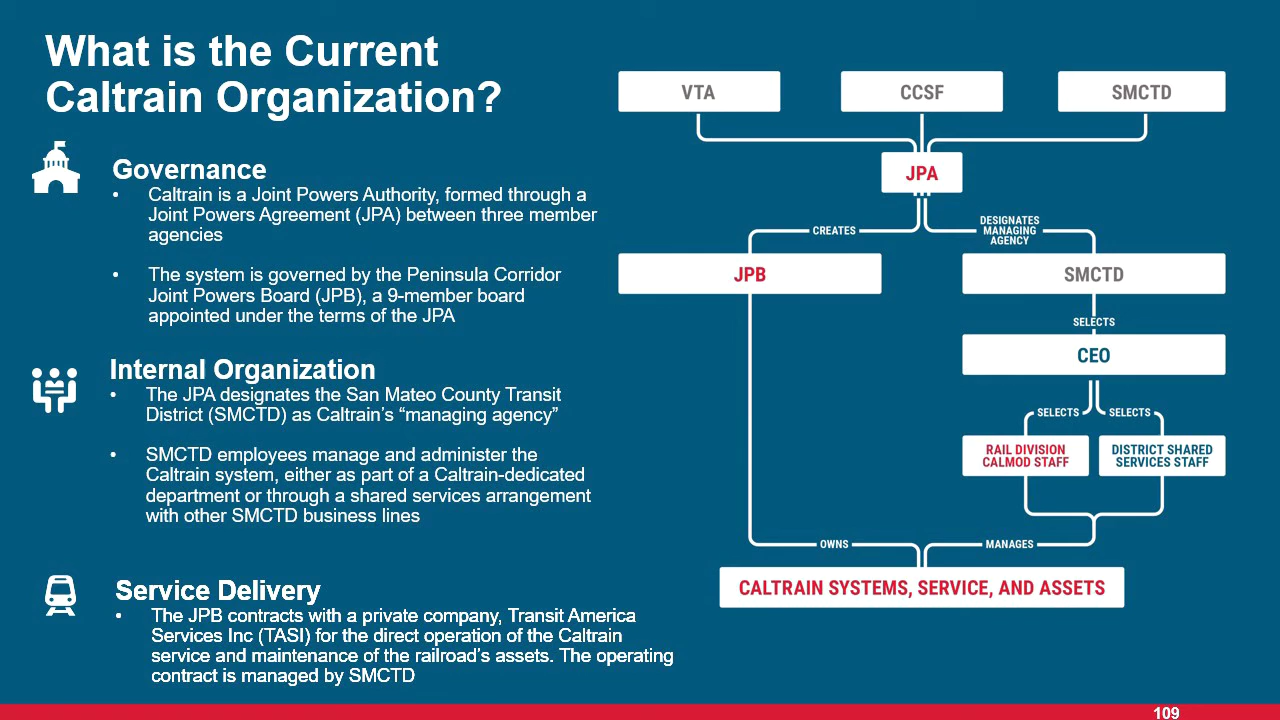 What is the Current
Caltrain Organization?
Governance
• Caltrain is a Joint Powers Authority, formed through a
Joint Powers Agreement (JPA) between three member
agencies
• The system is governed by the Peninsula Corridor
Joint Powers Board (JPB), a 9-member board
appointed under the terms of the JPA
Internal Organization
• The JPA designates the San Mateo County Transit
District (SMCTD) as Caltrain’s “managing agency”
• SMCTD employees manage and administer the
Caltrain system, either as part of a Caltrain-dedicated
department or through a shared services arrangement
with other SMCTD business lines
Service Delivery
• The JPB contracts with a private company, Transit America
Services Inc (TASI) for the direct operation of the Caltrain
service and maintenance of the railroad’s assets. The operating
contract is managed by SMCTD
VTA
CCSF
SMCTD
JPA
CREATES
DESIGNATES
MANAGING
AGENCY
JPB
SMCTD
SELECTS
CEO
SELECTS
SELECTS
RAIL DIVISION
CALMOD STAFF
DISTRICT SHARED
SERVICES STAFF
OWNS
MANAGES
CALTRAIN SYSTEMS, SERVICE, AND ASSETS
109